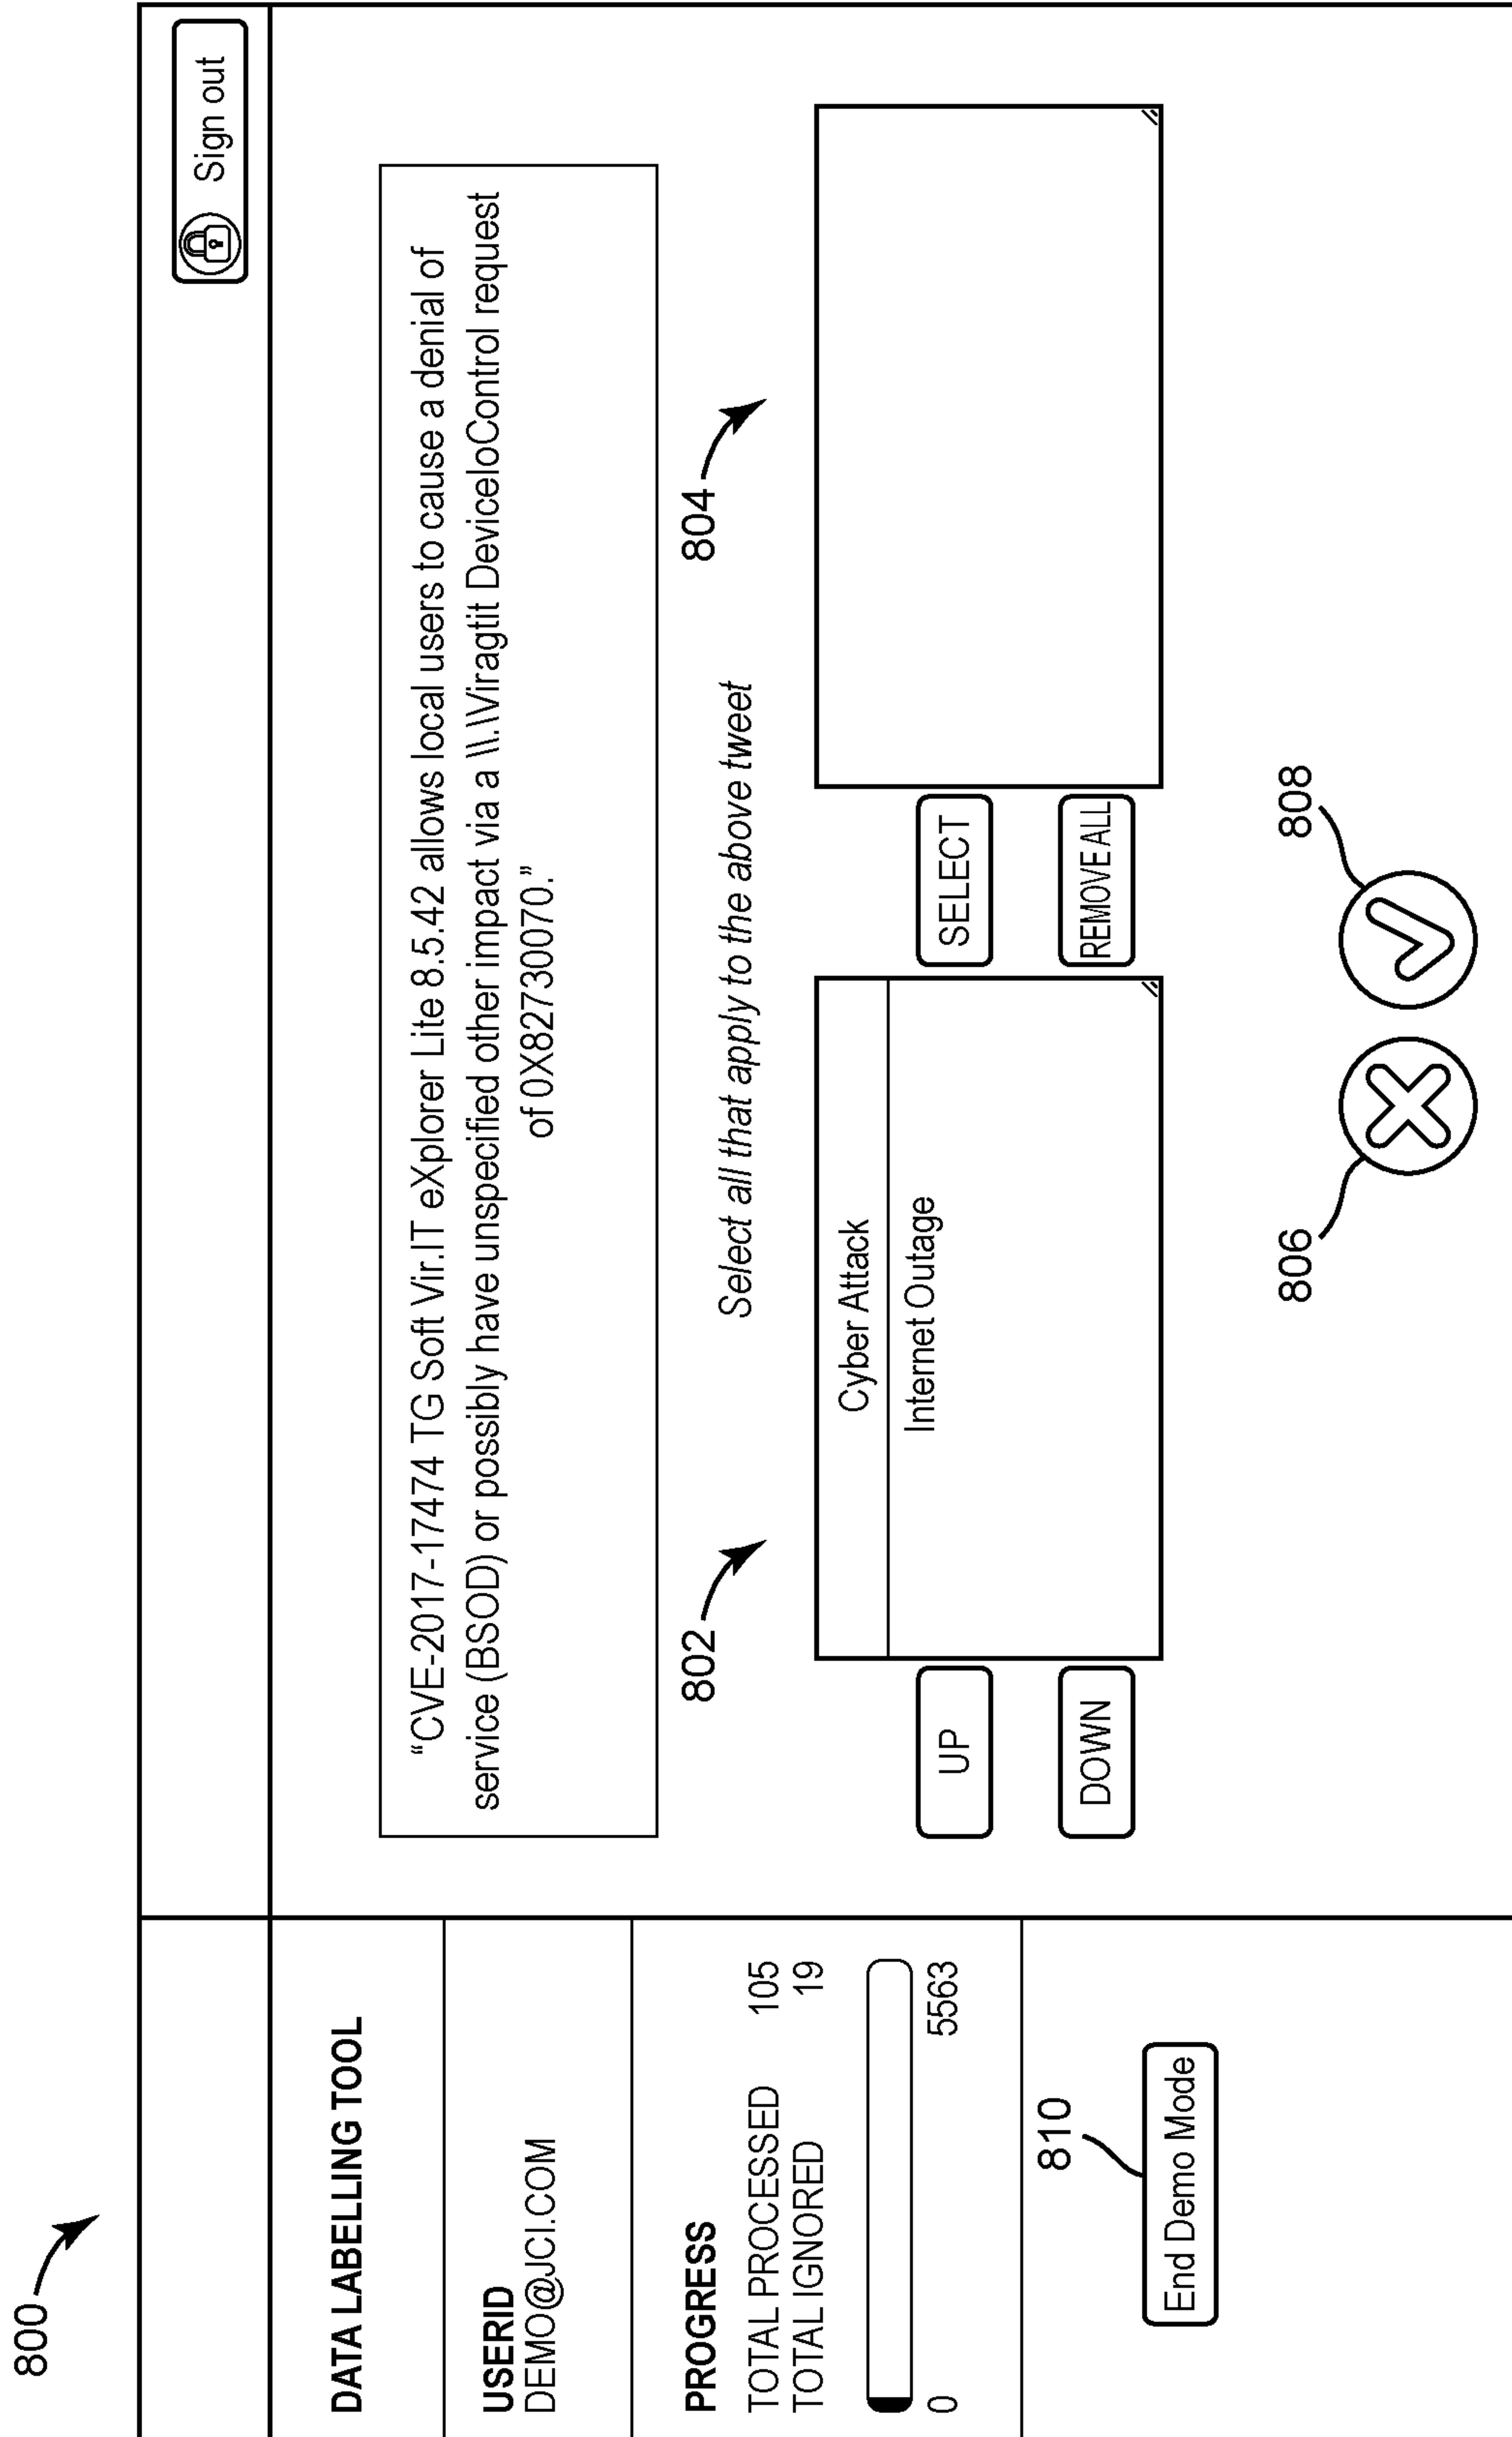 800
Sign out
DATA LABELLING TOOL
USERID
DEMO@JCI.COM
PROGRESS
TOTAL PROCESSED 105
TOTAL IGNORED 19
0 5563
810
End Demo Mode
“CVE-2017-17474 TG Soft Vir.IT eXplorer Lite 8.5.42 allows local users to cause a denial of
service (BSOD) or possibly have unspecified other impact via a \\.\Viragtit DeviceIoControl request
of 0X82730070.”
802
804
Select all that apply to the above tweet
UP
DOWN
Cyber Attack
Internet Outage
SELECT
REMOVE ALL
806
808